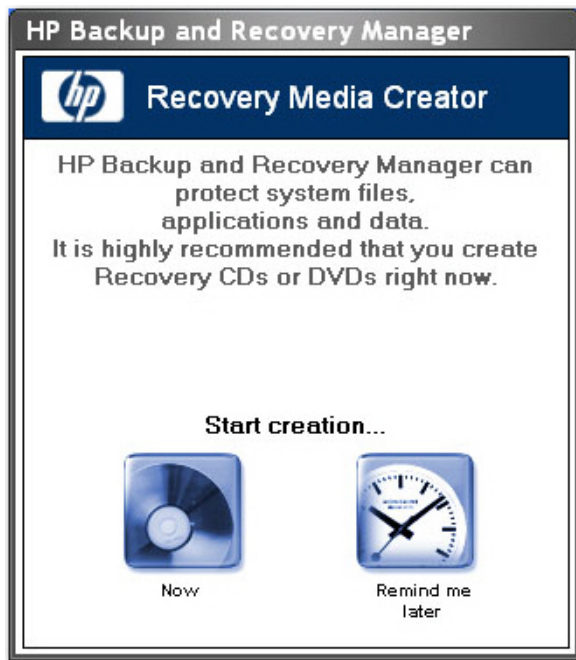 HP Backup and Recovery Manager
hp
Recovery Media Creator
HP Backup and Recovery Manager can
protect system files,
applications and data.
It is highly recommended that you create
Recovery CDs or DVDs right now.
Start creation...
Now
Remind me
later